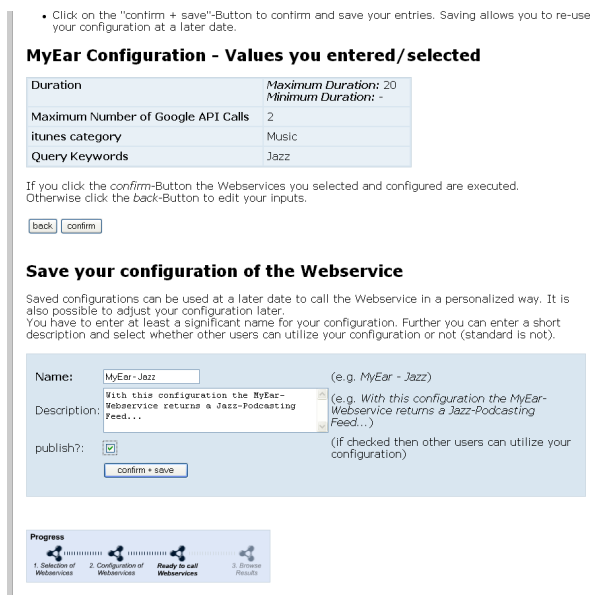 • Click on the "confirm + save"-Button to confirm and save your entries. Saving allows you to re-use
your configuration at a later date.
MyEar Configuration - Values you entered/selected
Duration Maximum Duration: 20
Minimum Duration: -
Maximum Number of Google API Calls 2
itunes category Music
Query Keywords Jazz
If you click the confirm-Button the Webservices you selected and configured are executed.
Otherwise click the back-Button to edit your inputs.
back confirm
Save your configuration of the Webservice
Saved configurations can be used at a later date to call the Webservice in a personalized way. It is
also possible to adjust your configuration later.
You have to enter at least a significant name for your configuration. Further you can enter a short
description and select whether other users can utilize your configuration or not (standard is not).
Name: MyEar-Jazz (e.g. MyEar - Jazz)
Description: With this configuration the MyEar-
Webservice returns a Jazz-Podcasting
Feed...
(e.g. With this configuration the MyEar-
Webservice returns a Jazz-Podcasting
Feed...)
publish?: (if checked then other users can utilize your
configuration)
confirm + save
Progress
1. Selection of
Webservices
2. Configuration of
Webservices
Ready to call
Webservices
3. Browse
Results